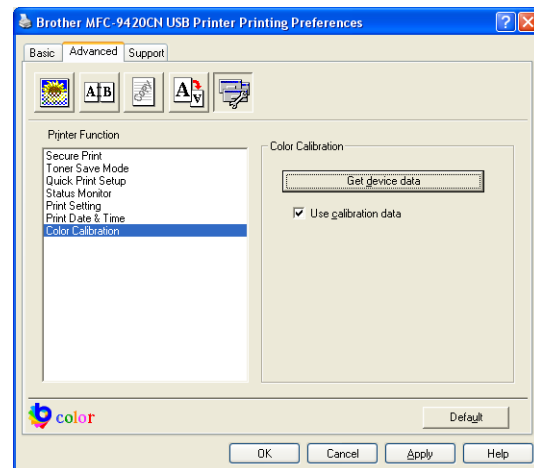 Brother MFC-9420CN USB Printer Printing Preferences
Basic Advanced Support
A B A A
Printer Function
Secure Print
Toner Save Mode
Quick Print Setup
Status Monitor
Print Setting
Print Date & Time
Color Calibration
Color Calibration
Get device data
Use calibration data
b color
Default
OK Cancel Apply Help